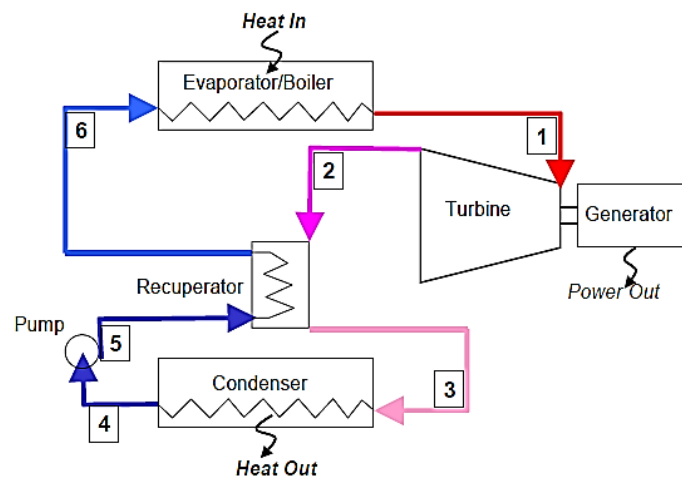 Heat In
Evaporator/Boiler
6
1
2
Turbine
Generator
Recuperator
Power Out
Pump
5
Condenser
3
4
Heat Out